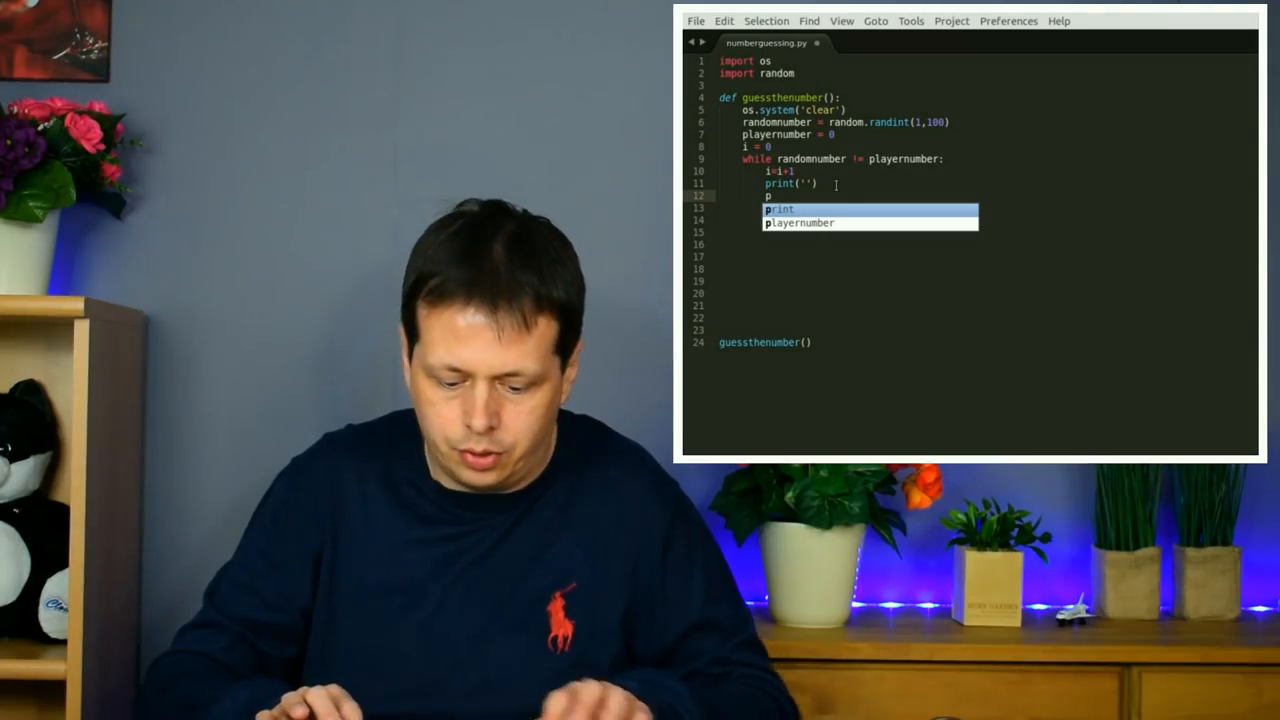 File Edit Selection Find View Goto Tools Project Preferences Help
numberguessing.py
1 import os
2 import random
3
4 def guessthenumber():
5 os.system('clear')
6 randomnumber = random.randint(1,100)
7 playernumber = 0
8 i = 0
9 while randomnumber != playernumber:
10 i=i+1
11 print('')
12 p
13 print
14 playernumber
15
16
17
18
19
20
21
22
23
24 guessthenumber()